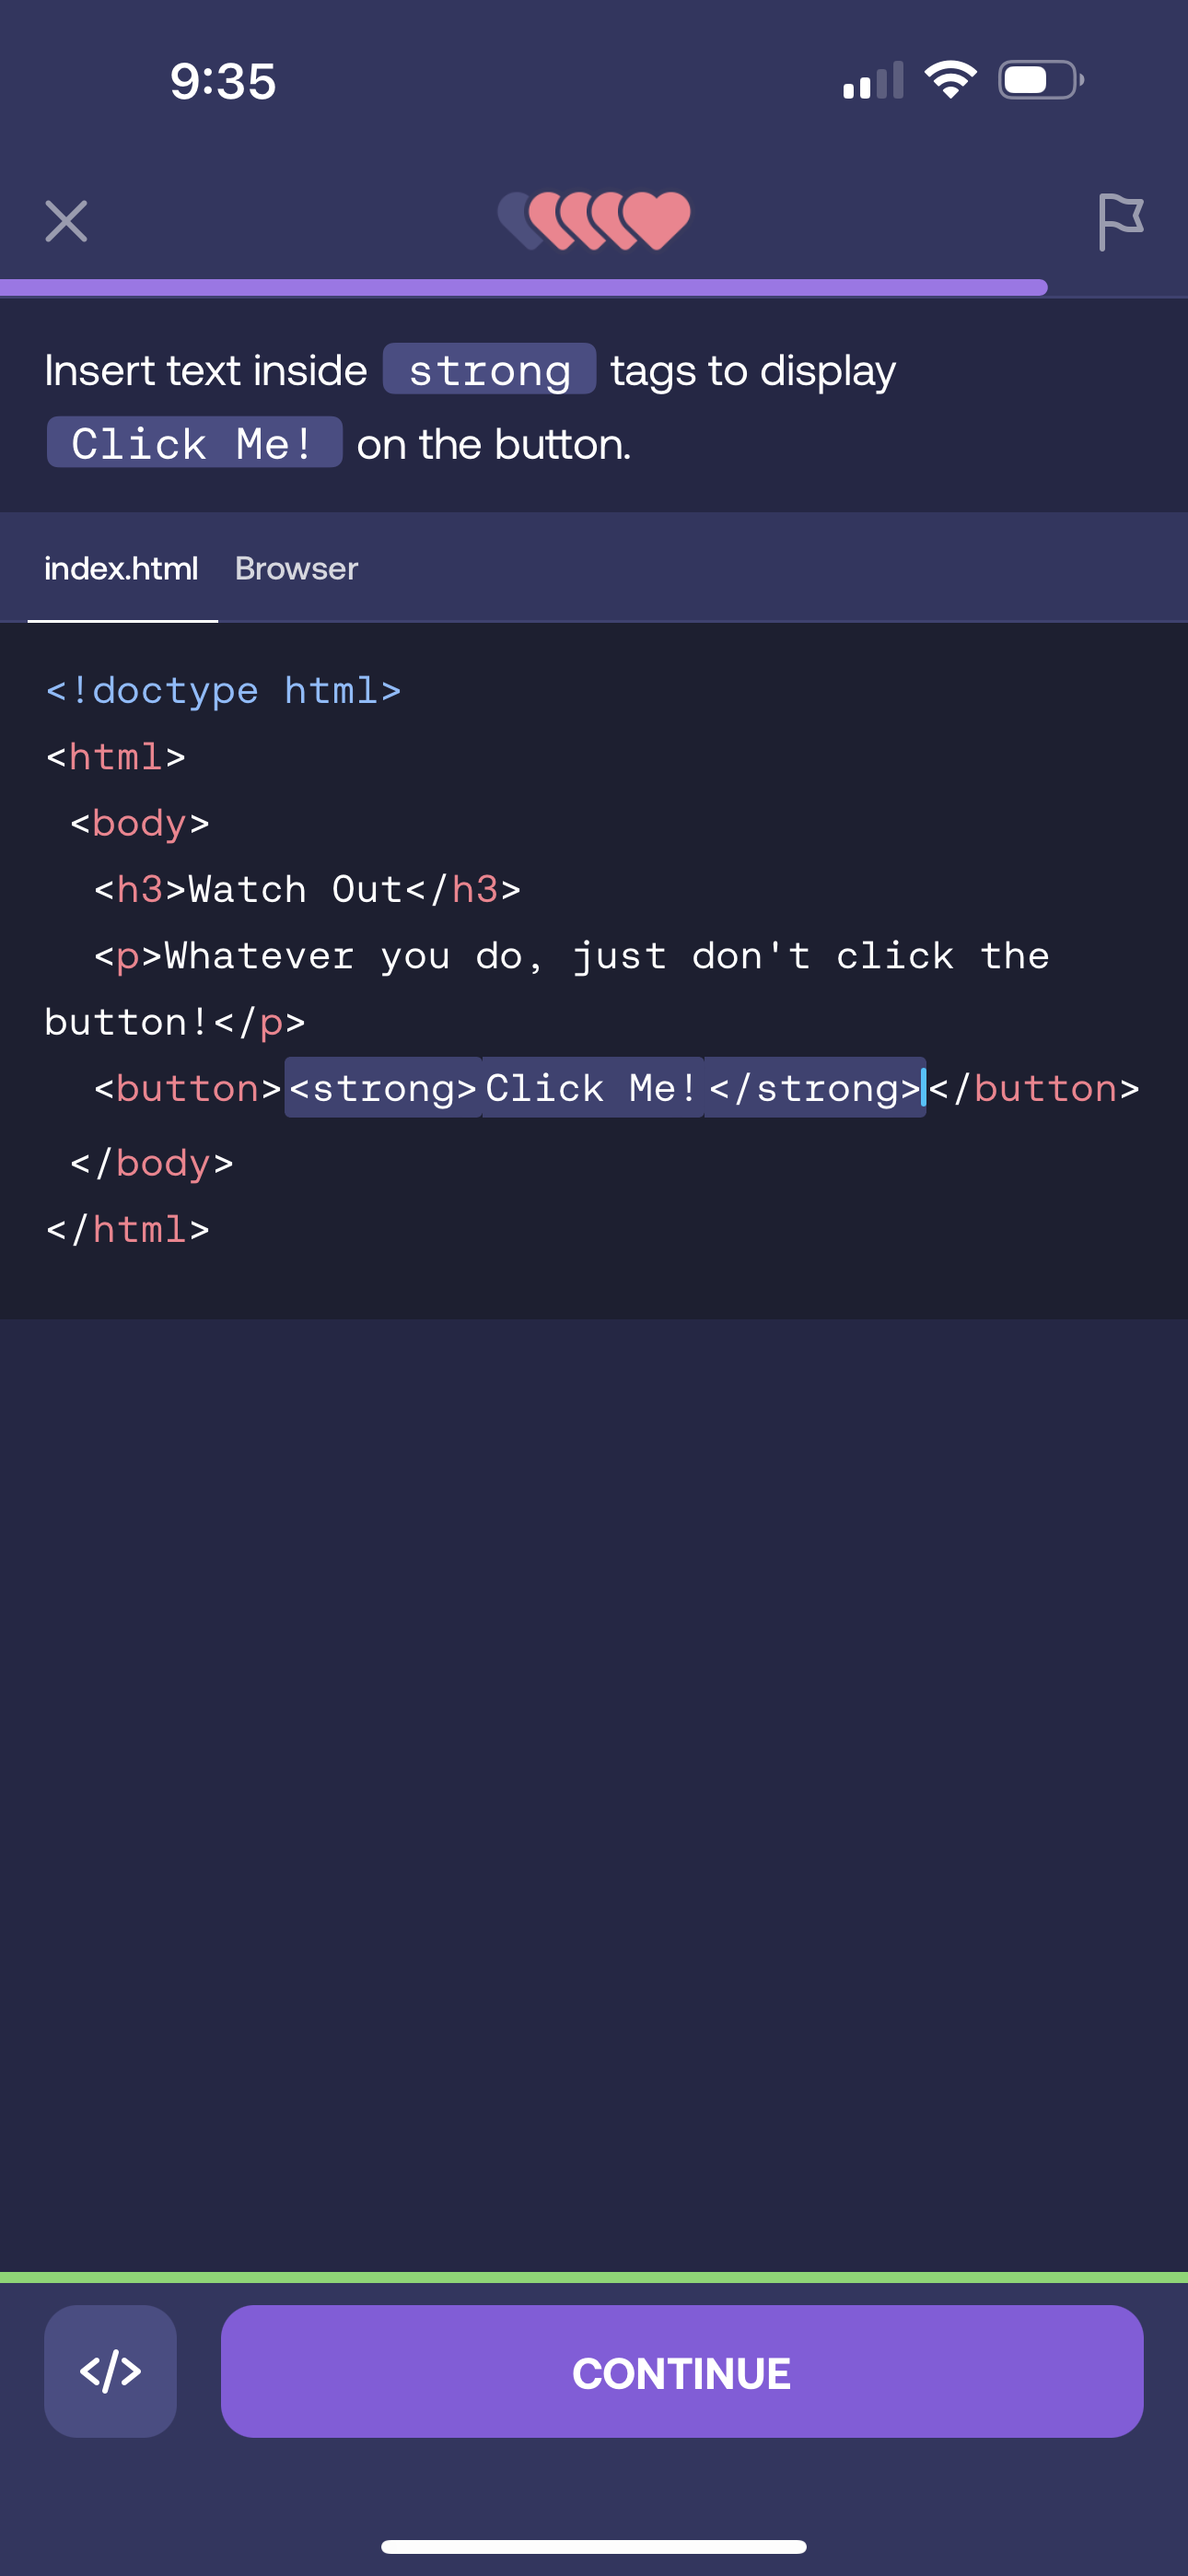 9:35
Insert text inside strong tags to display
Click Me! on the button.
index.html Browser
<!doctype html>
<html>
<body>
<h3>Watch Out</h3>
<p>Whatever you do, just don't click the
button!</p>
<button><strong>Click Me!</strong></button>
</body>
</html>
</> CONTINUE